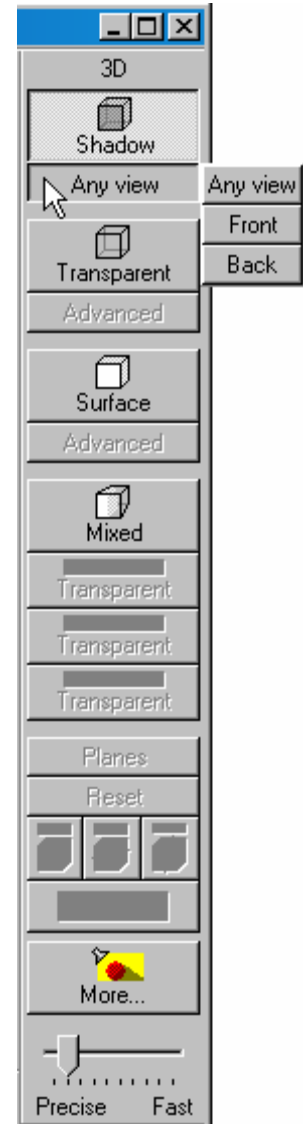 3D
Shadow
Any view
Any view
Front
Back
Transparent
Advanced
Surface
Advanced
Mixed
Transparent
Transparent
Transparent
Planes
Reset
More...
Precise Fast